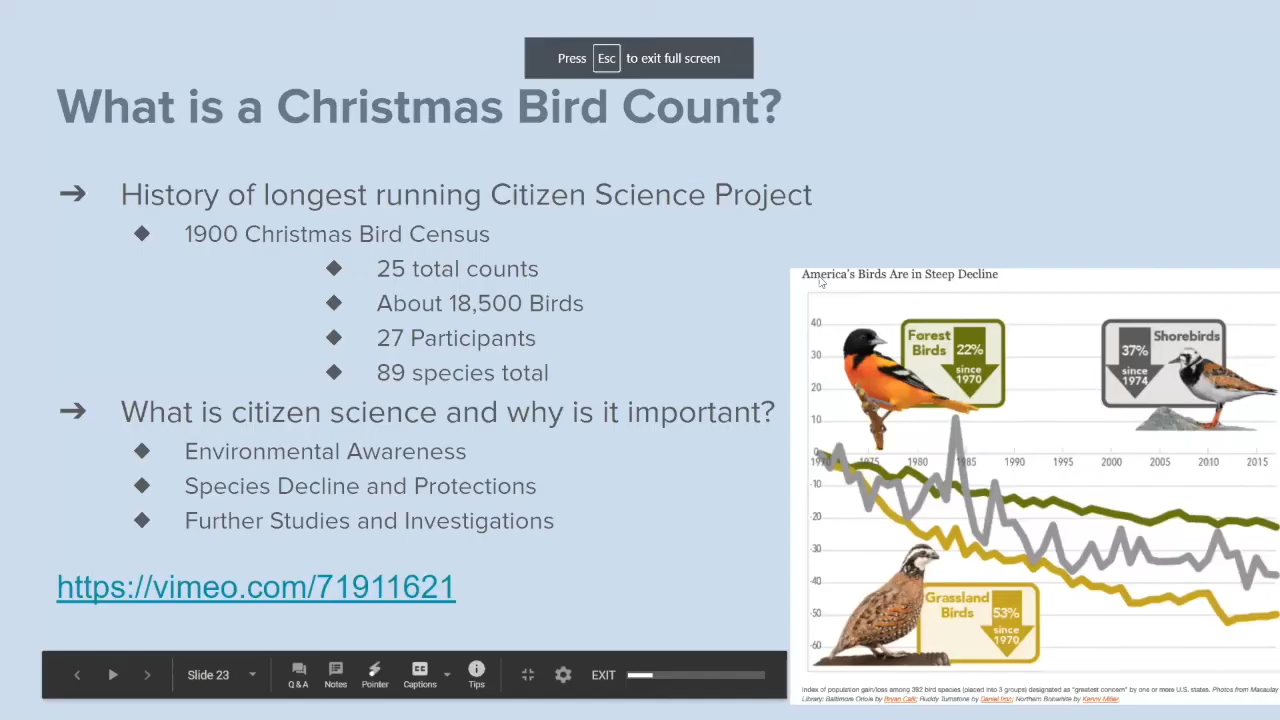 Press Esc to exit full screen
What is a Christmas Bird Count?
➔ History of longest running Citizen Science Project
◆ 1900 Christmas Bird Census
◆ 25 total counts
◆ About 18,500 Birds
◆ 27 Participants
◆ 89 species total
➔ What is citizen science and why is it important?
◆ Environmental Awareness
◆ Species Decline and Protections
◆ Further Studies and Investigations
https://vimeo.com/71911621
America's Birds Are in Steep Decline
40
30
20
10
0
-10
-20
-30
-40
-50
-60
1970 1975 1980 1985 1990 1995 2000 2005 2010 2015
Forest
Birds
22%
since
1970
Shorebirds
37%
since
1974
Grassland
Birds
53%
since
1970
Index of population gain/loss among 392 bird species (placed into 3 groups) designated as "greatest concern" by one or more U.S. states. Photos from Macaulay
Library: Baltimore Oriole by Bryan Calk; Ruddy Turnstone by Daniel Irons; Northern Bobwhite by Kenny Miller.
Slide 23
Q & A
Notes
Pointer
Captions
Tips
EXIT